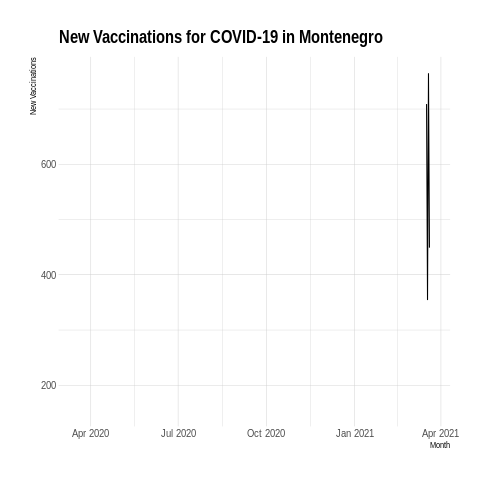 New Vaccinations for COVID-19 in Montenegro
New Vaccinations
600
400
200
Apr 2020 Jul 2020 Oct 2020 Jan 2021 Apr 2021
Month